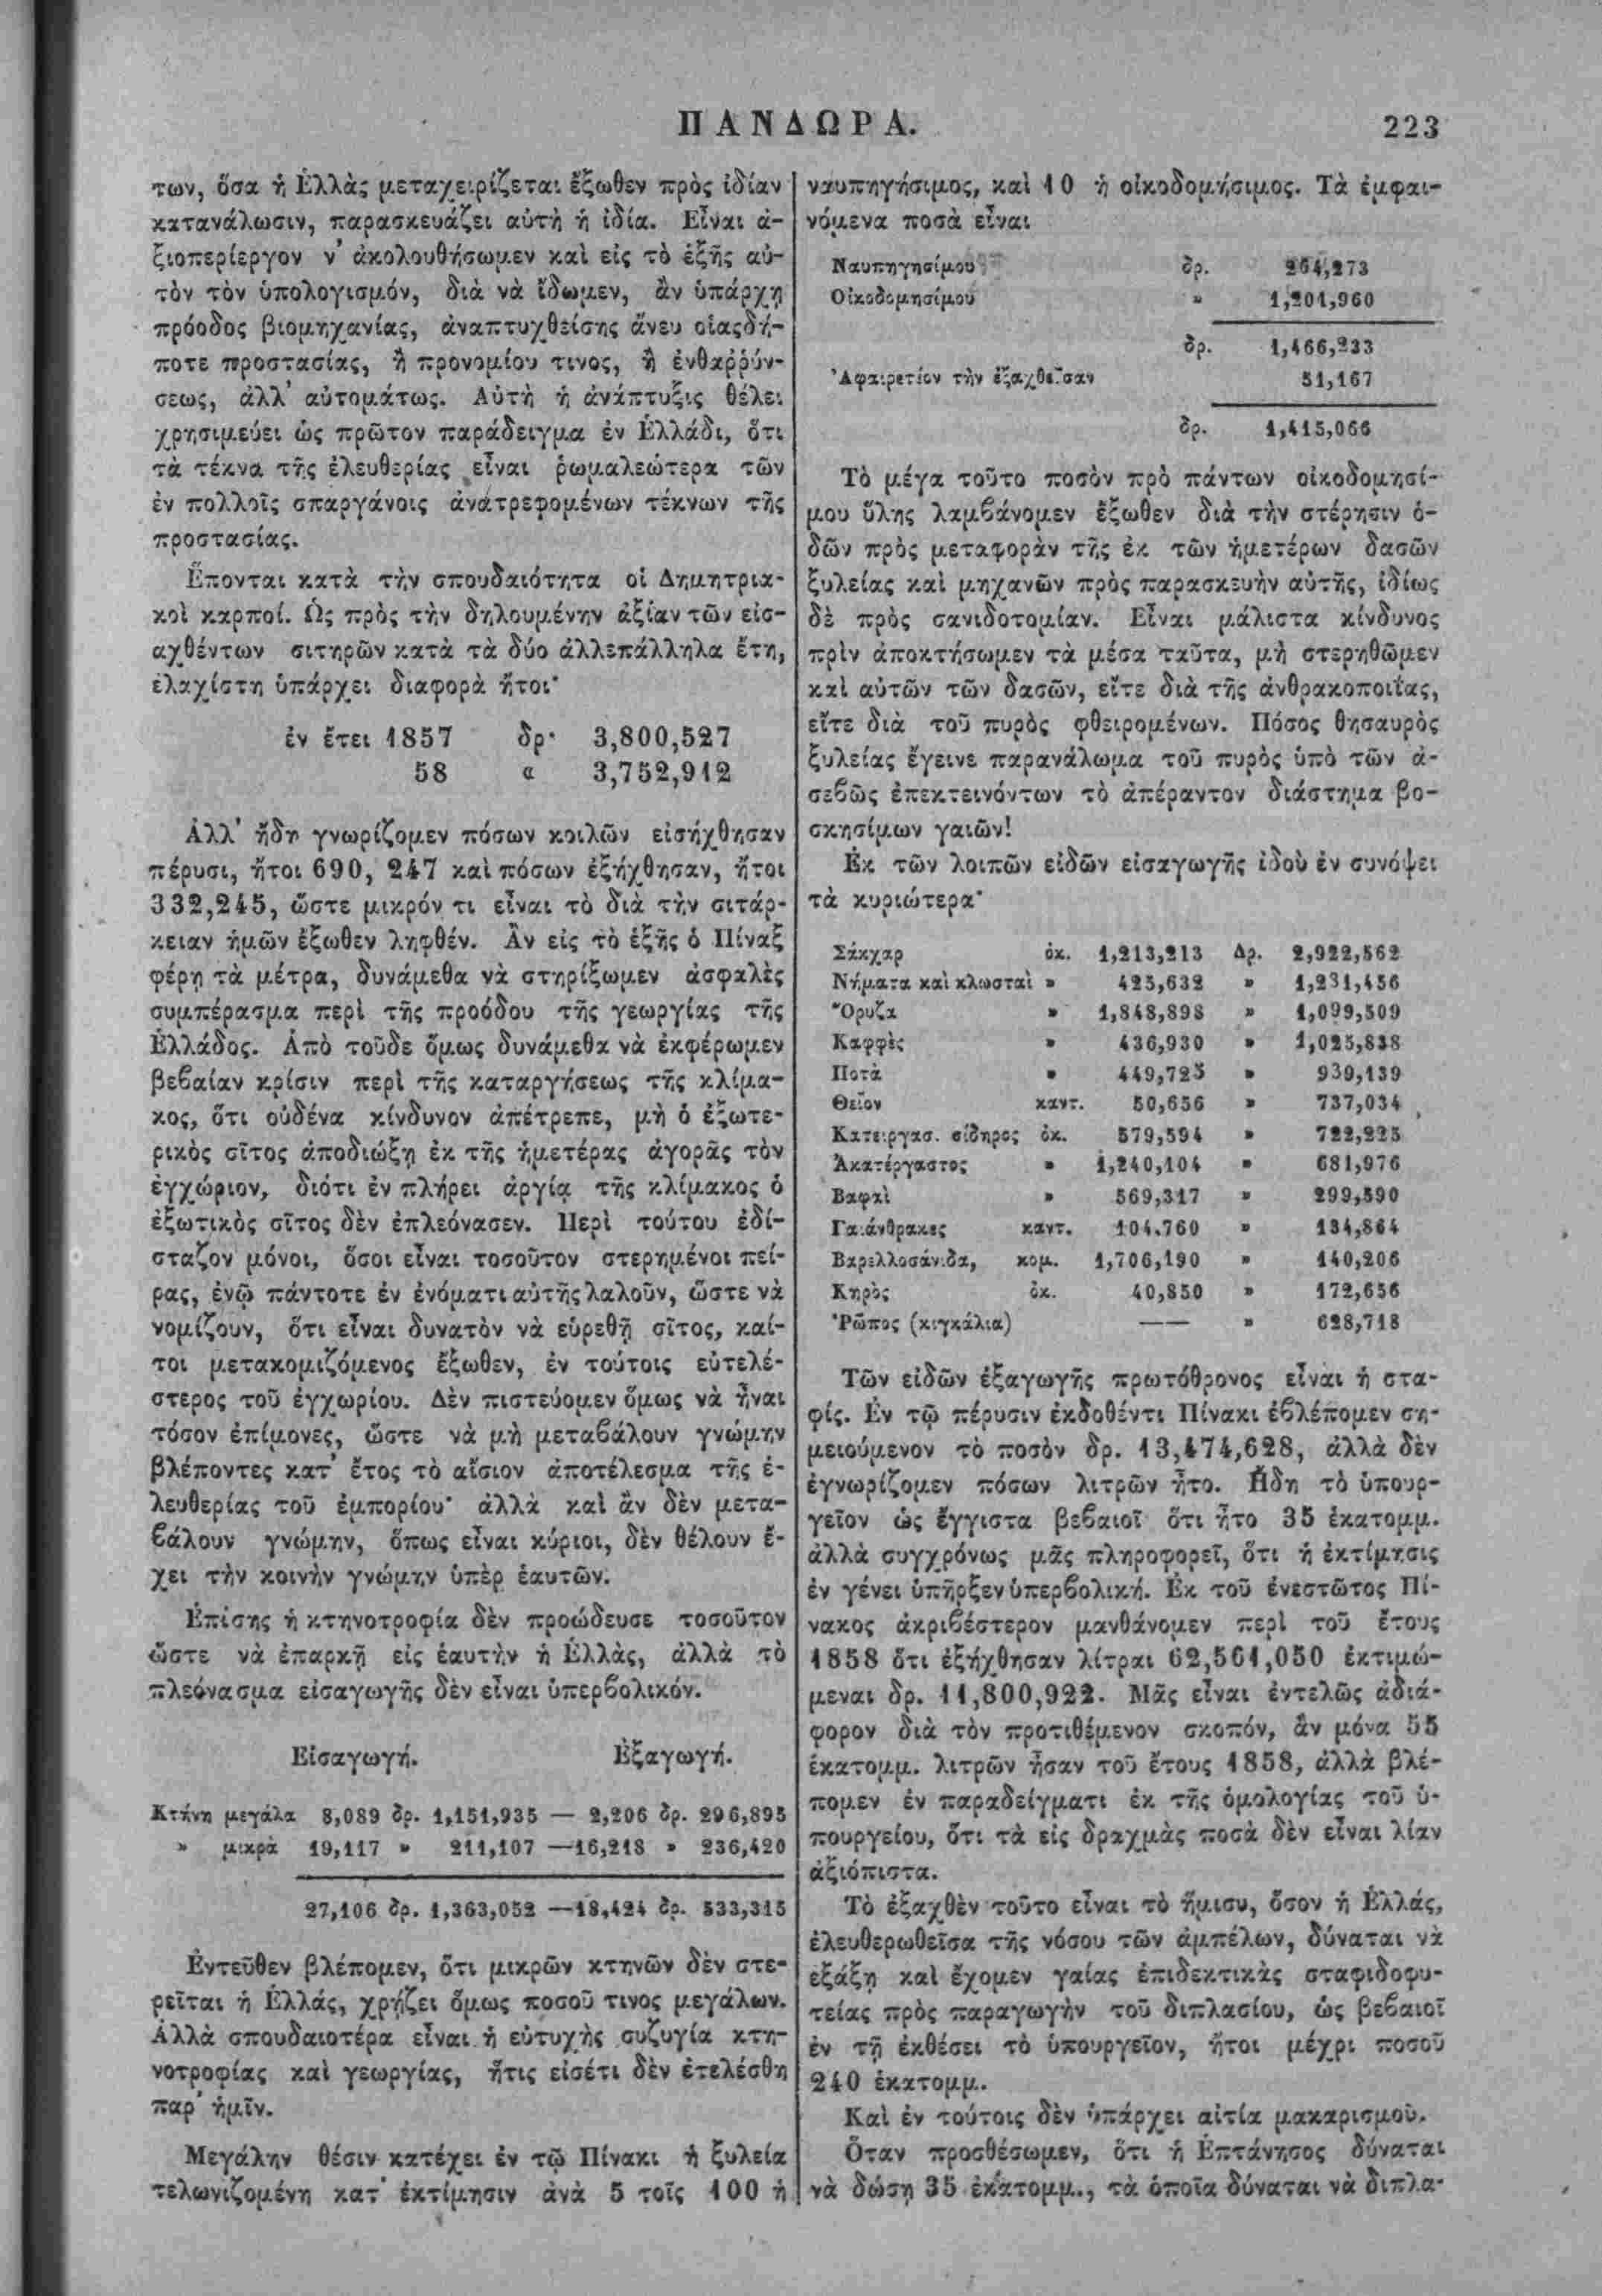 ΠΑΝΔΩΡΑ.
223
των, ὅσα ἡ Ἑλλὰς μεταχειρίζεται ἔξωθεν πρὸς ἰδίαν
κατανάλωσιν, παρασκευάζει αὐτὴ ἡ ἰδία. Εἶναι ἀ-
ξιοπερίεργον ν’ ἀκολουθήσωμεν καὶ εἰς τὸ ἑξῆς αὐ-
τὸν τὸν ὑπολογισμόν, διὰ νὰ ἴδωμεν, ἂν ὑπάρχῃ
πρόοδος βιομηχανίας, ἀναπτυχθείσης ἄνευ οἱαςδή-
ποτε προστασίας, ἢ προνομίου τινος, ἢ ἐνθαῤῥύν-
σεως, ἀλλ’ αὐτομάτως. Αὐτὴ ἡ ἀνάπτυξις θέλει
χρησιμεύει ὡς πρῶτον παράδειγμα ἐν Ἑλλάδι, ὅτι
τὰ τέκνα τῆς ἐλευθερίας εἶναι ῥωμαλεώτερα τῶν
ἐν πολλοῖς σπαργάνοις ἀνατρεφομένων τέκνων τῆς
προστασίας.
Ἕπονται κατὰ τὴν σπουδαιότητα οἱ Δημητρια-
κοὶ καρποί. Ὡς πρὸς τὴν δηλουμένην ἀξίαν τῶν εἰσ-
αχθέντων σιτηρῶν κατὰ τὰ δύο ἀλλεπάλληλα ἔτη,
ἐλαχίστη ὑπάρχει διαφορὰ ἤτοι·
ἐν ἔτει 1857 δρ· 3,800,527
58 « 3,752,912
Ἀλλ’ ἤδη γνωρίζομεν πόσων κοιλῶν εἰσήχθησαν
πέρυσι, ἤτοι 690, 247 καὶ πόσων ἐξήχθησαν, ἤτοι
332,245, ὥστε μικρόν τι εἶναι τὸ διὰ τὴν σιτάρ-
κειαν ἡμῶν ἔξωθεν ληφθέν. Ἂν εἰς τὸ ἑξῆς ὁ Πίναξ
φέρῃ τὰ μέτρα, δυνάμεθα νὰ στηρίξωμεν ἀσφαλὲς
συμπέρασμα περὶ τῆς προόδου τῆς γεωργίας τῆς
Ἑλλάδος. Ἀπὸ τοῦδε ὅμως δυνάμεθα νὰ ἐκφέρωμεν
βεβαίαν κρίσιν περὶ τῆς καταργήσεως τῆς κλίμα-
κος, ὅτι οὐδένα κίνδυνον ἀπέτρεπε, μὴ ὁ ἐξωτε-
ρικὸς σῖτος ἀποδιώξῃ ἐκ τῆς ἡμετέρας ἀγορᾶς τὸν
ἐγχώριον, διότι ἐν πλήρει ἀργίᾳ τῆς κλίμακος ὁ
ἐξωτικὸς σῖτος δὲν ἐπλεόνασεν. Περὶ τούτου ἐδί-
σταζον μόνοι, ὅσοι εἶναι τοσοῦτον στερημένοι πεί-
ρας, ἐνῷ πάντοτε ἐν ἐνόματι αὐτῆς λαλοῦν, ὥστε νὰ
νομίζουν, ὅτι εἶναι δυνατὸν νὰ εὑρεθῇ σῖτος, καί-
τοι μετακομιζόμενος ἔξωθεν, ἐν τούτοις εὐτελέ-
στερος τοῦ ἐγχωρίου. Δὲν πιστεύομεν ὅμως νὰ ἦναι
τόσον ἐπίμονες, ὥστε νὰ μὴ μεταβάλουν γνώμην
βλέποντες κατ’ ἔτος τὸ αἴσιον ἀποτέλεσμα τῆς ἐ-
λευθερίας τοῦ ἐμπορίου· ἀλλὰ καὶ ἂν δὲν μετα-
βάλουν γνώμην, ὅπως εἶναι κύριοι, δὲν θέλουν ἔ-
χει τὴν κοινὴν γνώμην ὑπὲρ ἑαυτῶν.
Ἐπίσης ἡ κτηνοτροφία δὲν προώδευσε τοσοῦτον
ὥστε νὰ ἐπαρκῇ εἰς ἑαυτὴν ἡ Ἑλλὰς, ἀλλὰ τὸ
πλεόνασμα εἰσαγωγῆς δὲν εἶναι ὑπερβολικόν.
Εἰσαγωγή. Ἐξαγωγή.
Κτήνη μεγάλα 8,089 δρ. 1,151,935 — 2,206 δρ. 296,895
» μικρὰ 19,117 » 211,107 —16,218 » 236,420
27,106 δρ. 1,363,052 —18,424 δρ. 533,315
Ἐντεῦθεν βλέπομεν, ὅτι μικρῶν κτηνῶν δὲν στε-
ρεῖται ἡ Ἑλλάς, χρῄζει ὅμως ποσοῦ τινος μεγάλων.
Ἀλλὰ σπουδαιοτέρα εἶναι ἡ εὐτυχὴς συζυγία κτη-
νοτροφίας καὶ γεωργίας, ἥτις εἰσέτι δὲν ἐτελέσθη
παρ’ ἡμῖν.
Μεγάλην θέσιν κατέχει ἐν τῷ Πίνακι ἡ ξυλεία
τελωνιζομένη κατ’ ἐκτίμησιν ἀνὰ 5 τοῖς 100 ἡ
ναυπηγήσιμος, καὶ 10 ἡ οἰκοδομήσιμος. Τὰ ἐμφαι-
νόμενα ποσὰ εἶναι
Ναυπηγησίμου δρ. 264,273
Οἰκοδομησίμου » 1,201,960
δρ. 1,466,233
Ἀφαιρετέον τὴν ἐξαχθεῖσαν 51,167
δρ. 1,415,066
Τὸ μέγα τοῦτο ποσὸν πρὸ πάντων οἰκοδομησί-
μου ὕλης λαμβάνομεν ἔξωθεν διὰ τὴν στέρησιν ὁ-
δῶν πρὸς μεταφορὰν τῆς ἐκ τῶν ἡμετέρων δασῶν
ξυλείας καὶ μηχανῶν πρὸς παρασκευὴν αὐτῆς, ἰδίως
δὲ πρὸς σανιδοτομίαν. Εἶναι μάλιστα κίνδυνος
πρὶν ἀποκτήσωμεν τὰ μέσα ταῦτα, μὴ στερηθῶμεν
καὶ αὐτῶν τῶν δασῶν, εἴτε διὰ τῆς ἀνθρακοποιΐας,
εἴτε διὰ τοῦ πυρὸς φθειρομένων. Πόσος θησαυρὸς
ξυλείας ἔγεινε παρανάλωμα τοῦ πυρὸς ὑπὸ τῶν ἀ-
σεβῶς ἐπεκτεινόντων τὸ ἀπέραντον διάστημα βο-
σκησίμων γαιῶν!
Ἐκ τῶν λοιπῶν εἰδῶν εἰσαγωγῆς ἰδοὺ ἐν συνόψει
τὰ κυριώτερα·
Σάκχαρ ὀκ. 1,213,213 Δρ. 2,922,562
Νήματα καὶ κλωσταὶ » 425,632 » 1,231,456
Ὄρυζα » 1,848,898 » 1,099,509
Καφφὲς » 436,930 » 1,025,838
Ποτὰ » 449,725 » 939,139
Θεῖον καντ. 50,656 » 737,034
Κατειργασ. σίδηρος ὀκ. 579,594 » 722,225
Ἀκατέργαστος » 1,240,104 » 681,976
Βαφαὶ » 569,317 » 299,590
Γαιάνθρακες καντ. 104,760 » 134,864
Βαρελλοσάνιδα, κομ. 1,706,190 » 140,206
Κηρὸς ὀκ. 40,850 » 172,656
Ῥῶπος (κιγκάλια) —— » 628,718
Τῶν εἰδῶν ἐξαγωγῆς πρωτόθρονος εἶναι ἡ στα-
φίς. Ἐν τῷ πέρυσιν ἐκδοθέντι Πίνακι ἐβλέπομεν ση-
μειούμενον τὸ ποσὸν δρ. 13,474,628, ἀλλὰ δὲν
ἐγνωρίζομεν πόσων λιτρῶν ἦτο. Ἤδη τὸ ὑπουρ-
γεῖον ὡς ἔγγιστα βεβαιοῖ ὅτι ἦτο 35 ἑκατομμ.
ἀλλὰ συγχρόνως μᾶς πληροφορεῖ, ὅτι ἡ ἐκτίμησις
ἐν γένει ὑπῆρξεν ὑπερβολική. Ἐκ τοῦ ἐνεστῶτος Πί-
νακος ἀκριβέστερον μανθάνομεν περὶ τοῦ ἔτους
1858 ὅτι ἐξήχθησαν λίτραι 62,561,050 ἐκτιμώ-
μεναι δρ. 11,800,922. Μᾶς εἶναι ἐντελῶς ἀδιά-
φορον διὰ τὸν προτιθέμενον σκοπόν, ἂν μόνα 55
ἑκατομμ. λιτρῶν ἦσαν τοῦ ἔτους 1858, ἀλλὰ βλέ-
πομεν ἐν παραδείγματι ἐκ τῆς ὁμολογίας τοῦ ὑ-
πουργείου, ὅτι τὰ εἰς δραχμὰς ποσὰ δὲν εἶναι λίαν
ἀξιόπιστα.
Τὸ ἐξαχθὲν τοῦτο εἶναι τὸ ἥμισυ, ὅσον ἡ Ἑλλάς,
ἐλευθερωθεῖσα τῆς νόσου τῶν ἀμπέλων, δύναται νὰ
ἐξάξῃ καὶ ἔχομεν γαίας ἐπιδεκτικὰς σταφιδοφυ-
τείας πρὸς παραγωγὴν τοῦ διπλασίου, ὡς βεβαιοῖ
ἐν τῇ ἐκθέσει τὸ ὑπουργεῖον, ἤτοι μέχρι ποσοῦ
240 ἑκατομμ.
Καὶ ἐν τούτοις δὲν ὑπάρχει αἰτία μακαρισμοῦ.
Ὅταν προσθέσωμεν, ὅτι ἡ Ἑπτάνησος δύναται
νὰ δώσῃ 35 ἑκατομμ., τὰ ὁποῖα δύναται νὰ διπλα-